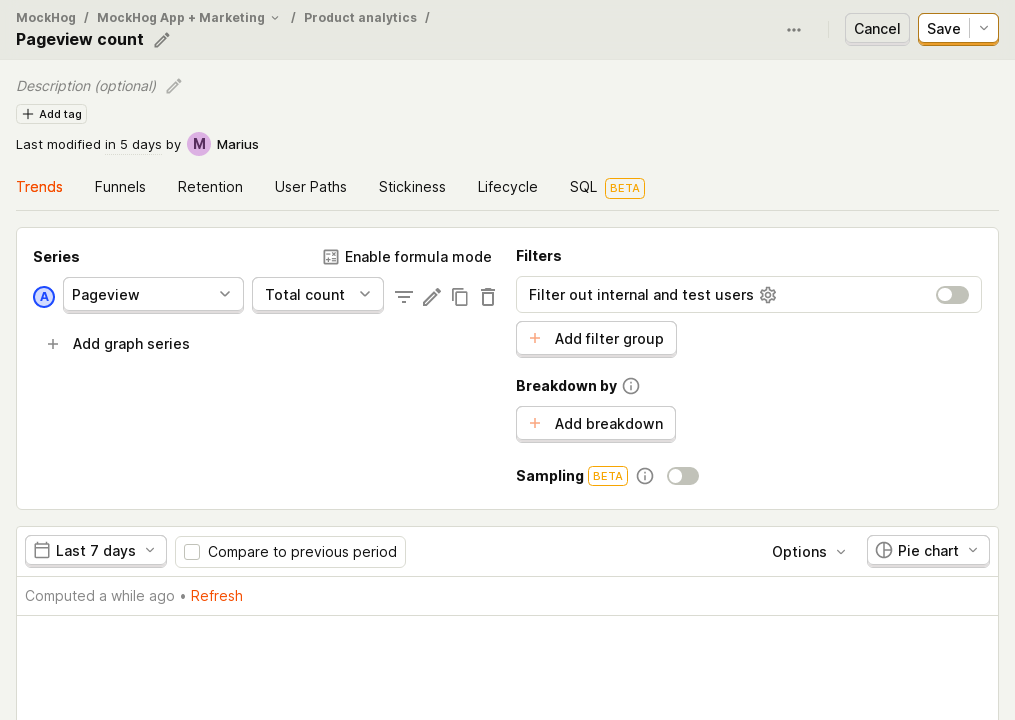 MockHog / MockHog App + Marketing / Product analytics /
Pageview count
Cancel
Save
Description (optional)
Add tag
Last modified in 5 days by M Marius
Trends Funnels Retention User Paths Stickiness Lifecycle SQL BETA
Series
Enable formula mode
A Pageview Total count
Add graph series
Filters
Filter out internal and test users
Add filter group
Breakdown by
Add breakdown
Sampling BETA
Last 7 days Compare to previous period Options Pie chart
Computed a while ago • Refresh